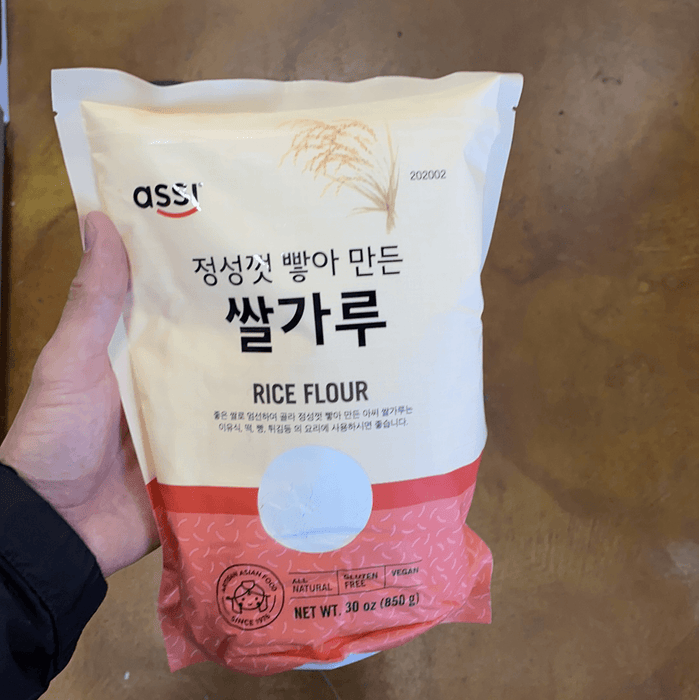 assi
202002
정성껏 빻아 만든
쌀가루
RICE FLOUR
좋은 쌀로 엄선하여 골라 정성껏 빻아 만든 아씨 쌀가루는
이유식, 떡, 빵, 튀김등 의 요리에 사용하시면 좋습니다.
ASIAN FOOD
SINCE 1976
ALL NATURAL
GLUTEN FREE
VEGAN
NET WT. 30 oz (850 g)